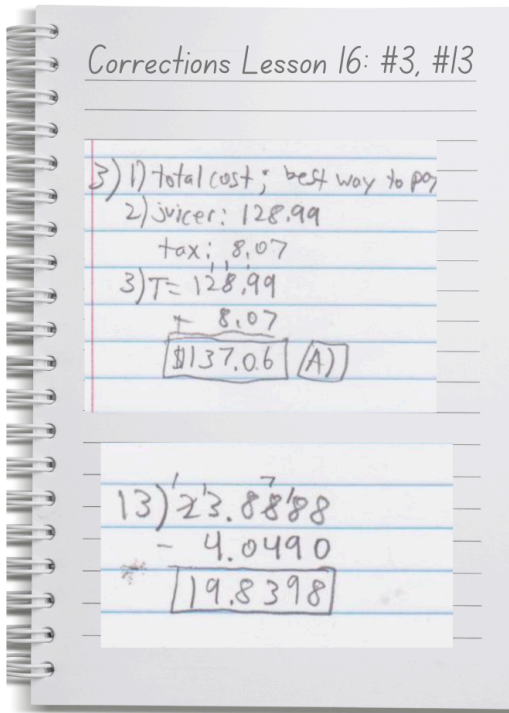 Corrections Lesson 16: #3, #13
3) 1) total cost; best way to pay
2) juicer: 128.99
tax: 8.07
3) T = 128.99
+ 8.07
$137.06 A)
13) 23.8888
- 4.0490
19.8398